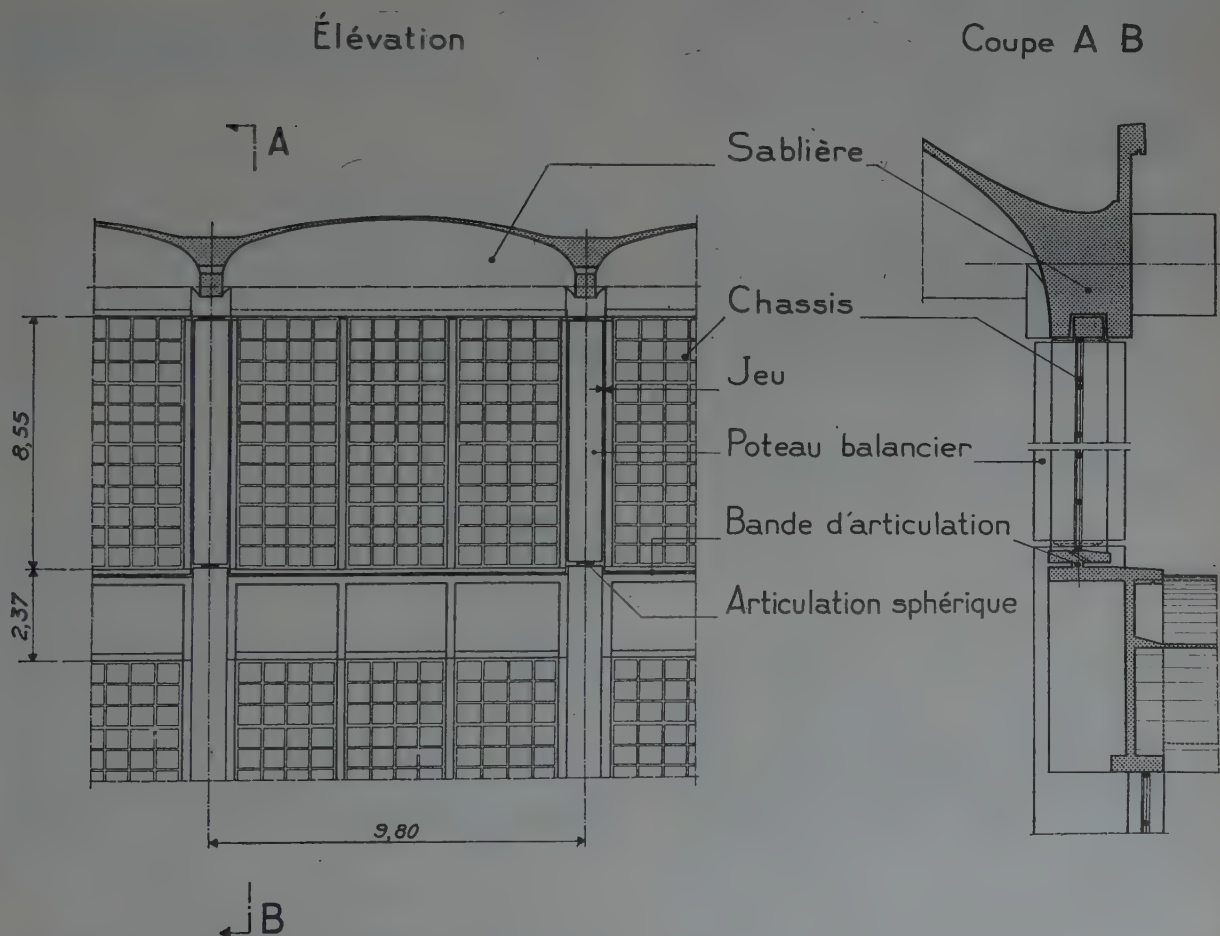 Élévation
Coupe A B
A
Sablière
Chassis
Jeu
8,55
Poteau balancier
Bande d'articulation
2,37
Articulation sphérique
9,80
B